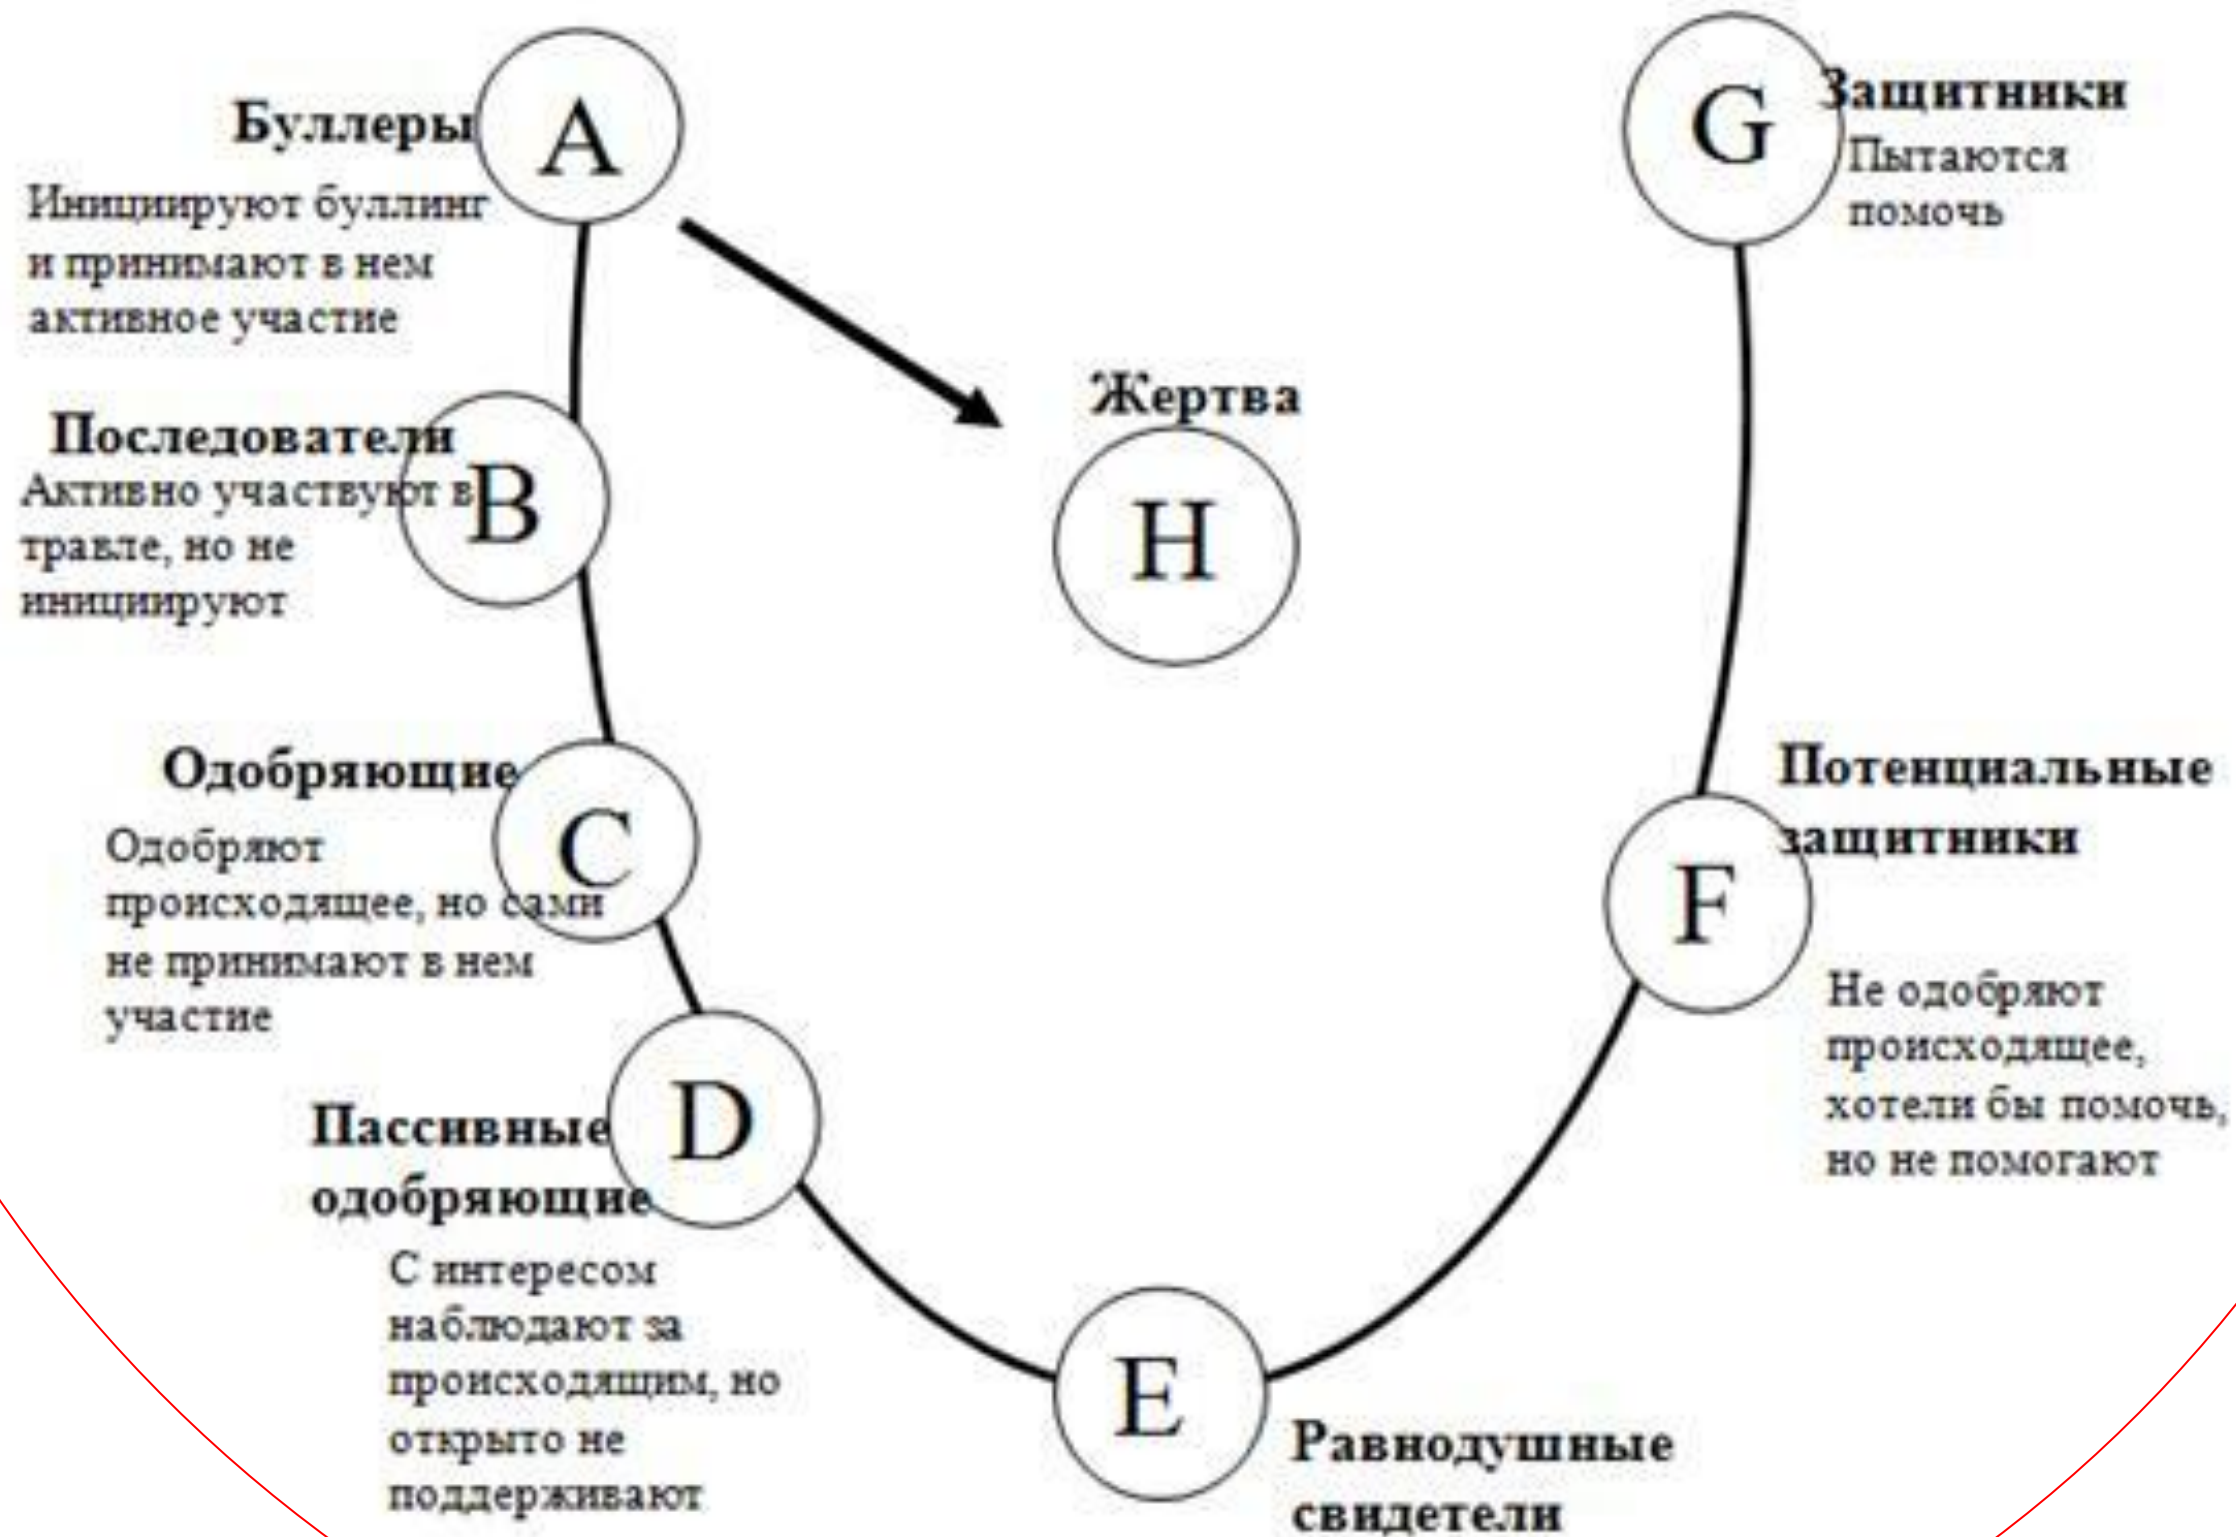 Буллеры
A
Инициируют буллинг
и принимают в нем
активное участие
Последователи
B
Активно участвуют в
травле, но не
инициируют
Одобряющие
C
Одобряют
происходящее, но сами
не принимают в нем
участие
Пассивные
одобряющие
D
С интересом
наблюдают за
происходящим, но
открыто не
поддерживают
E
Равнодушные
свидетели
Потенциальные
защитники
F
Не одобряют
происходящее,
хотели бы помочь,
но не помогают
G
Защитники
Пытаются
помочь
Жертва
H